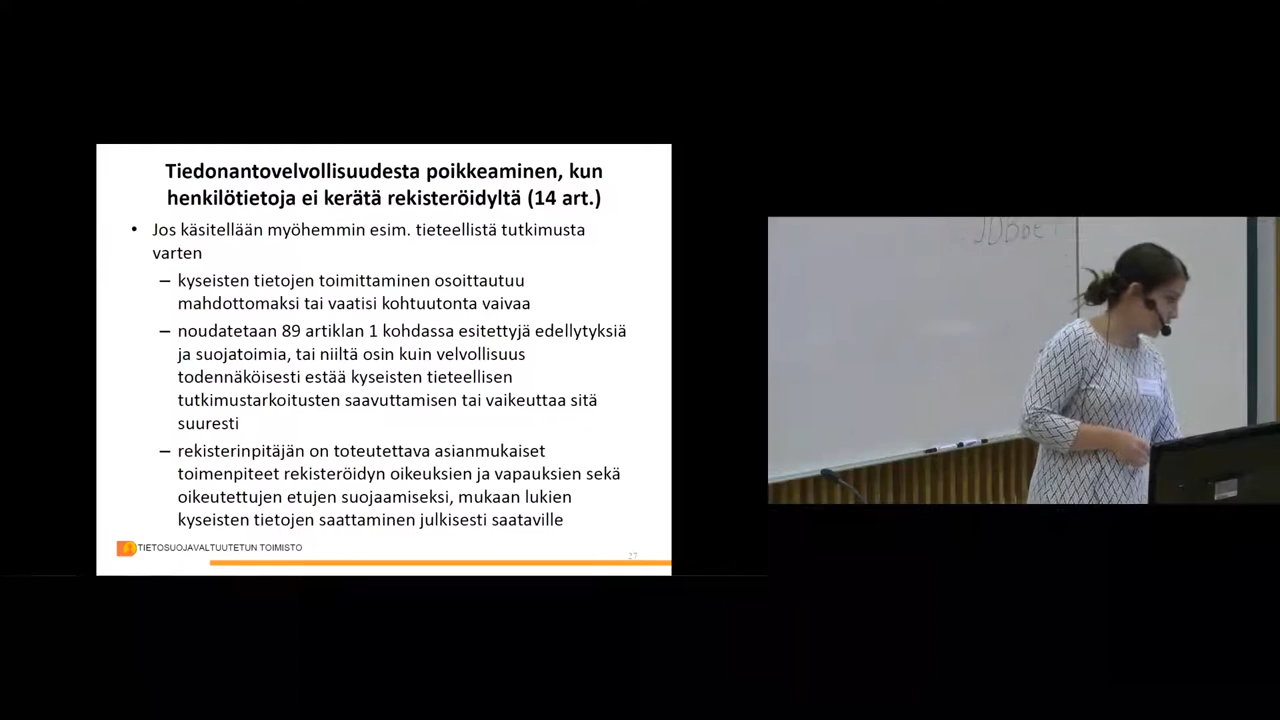 Tiedonantovelvollisuudesta poikkeaminen, kun
henkilötietoja ei kerätä rekisteröidyltä (14 art.)
• Jos käsitellään myöhemmin esim. tieteellistä tutkimusta
varten
– kyseisten tietojen toimittaminen osoittautuu
mahdottomaksi tai vaatisi kohtuutonta vaivaa
– noudatetaan 89 artiklan 1 kohdassa esitettyjä edellytyksiä
ja suojatoimia, tai niiltä osin kuin velvollisuus
todennäköisesti estää kyseisten tieteellisen
tutkimustarkoitusten saavuttamisen tai vaikeuttaa sitä
suuresti
– rekisterinpitäjän on toteutettava asianmukaiset
toimenpiteet rekisteröidyn oikeuksien ja vapauksien sekä
oikeutettujen etujen suojaamiseksi, mukaan lukien
kyseisten tietojen saattaminen julkisesti saataville
TIETOSUOJAVALTUUTETUN TOIMISTO
27